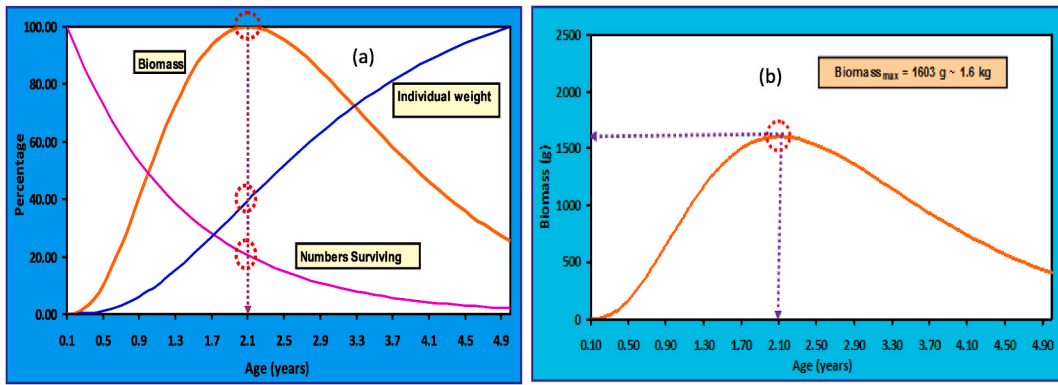 (a)
Percentage
100.00
80.00
60.00
40.00
20.00
0.00
Biomass
Individual weight
Numbers Surviving
0.1 0.5 0.9 1.3 1.7 2.1 2.5 2.9 3.3 3.7 4.1 4.5 4.9
Age (years)
(b)
Biomass (g)
2500
2000
1500
1000
500
0
Biomass max = 1603 g ~ 1.6 kg
0.10 0.50 0.90 1.30 1.70 2.10 2.50 2.90 3.30 3.70 4.10 4.50 4.90
Age (years)